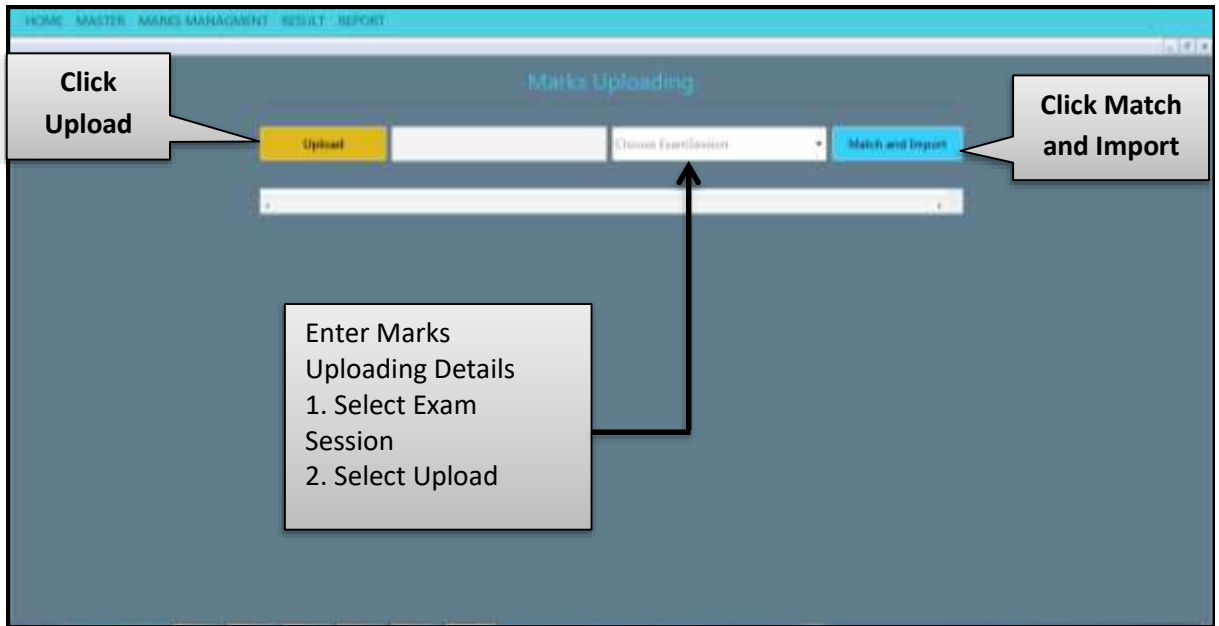 HOME MASTER MARKS MANAGMENT RESULT REPORT
Marks Uploading
Click
Upload
Click Match
and Import
Upload
Choose ExamSession
Match and Import
Enter Marks
Uploading Details
1. Select Exam
Session
2. Select Upload